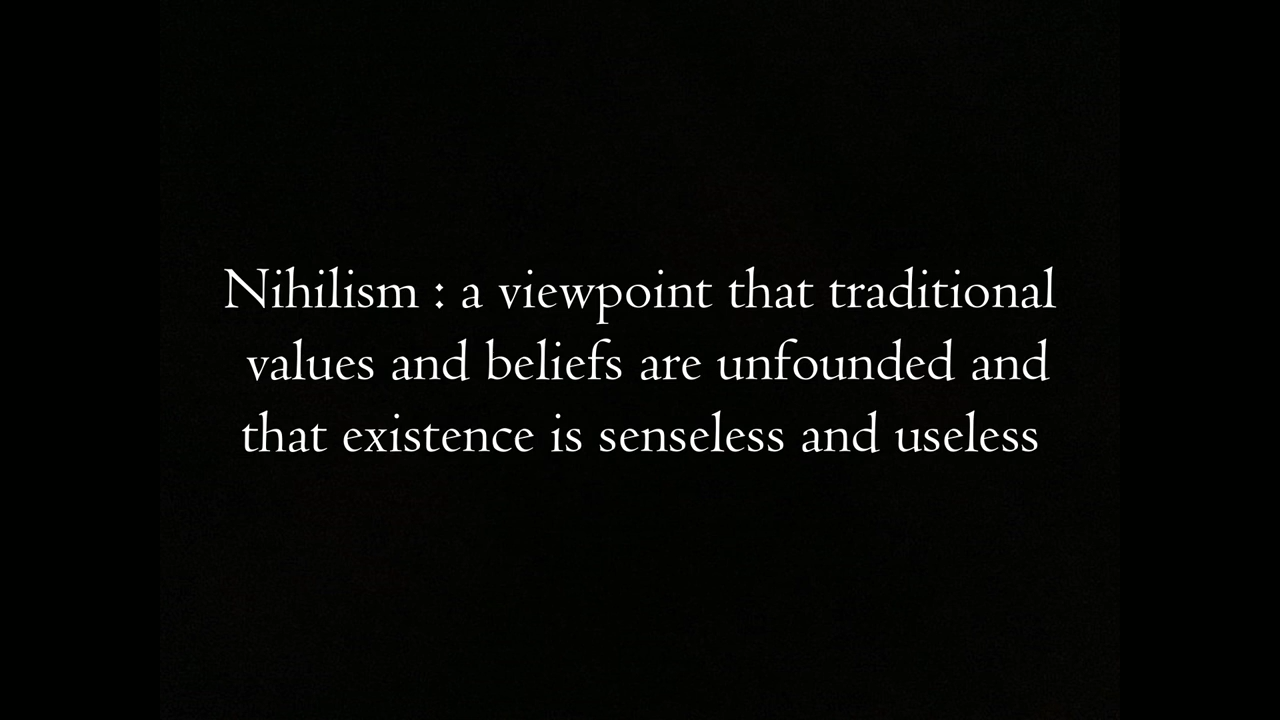 Nihilism : a viewpoint that traditional
values and beliefs are unfounded and
that existence is senseless and useless